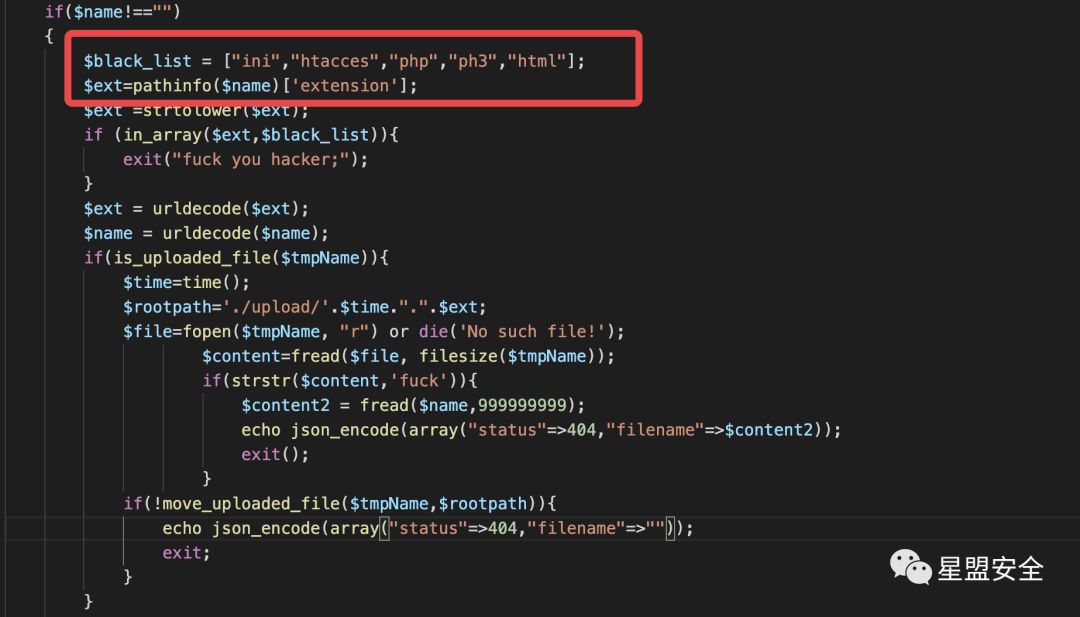 if($name!=="")
{
$black_list = ["ini","htacces","php","ph3","html"];
$ext=pathinfo($name)['extension'];
$ext =strtolower($ext);
if (in_array($ext,$black_list)){
exit("fuck you hacker;");
}
$ext = urldecode($ext);
$name = urldecode($name);
if(is_uploaded_file($tmpName)){
$time=time();
$rootpath='./upload/'.$time.".".$ext;
$file=fopen($tmpName, "r") or die('No such file!');
$content=fread($file, filesize($tmpName));
if(strstr($content,'fuck')){
$content2 = fread($name,999999999);
echo json_encode(array("status"=>404,"filename"=>$content2));
exit();
}
if(!move_uploaded_file($tmpName,$rootpath)){
echo json_encode(array("status"=>404,"filename"=>""));
exit;
}
}
星盟安全